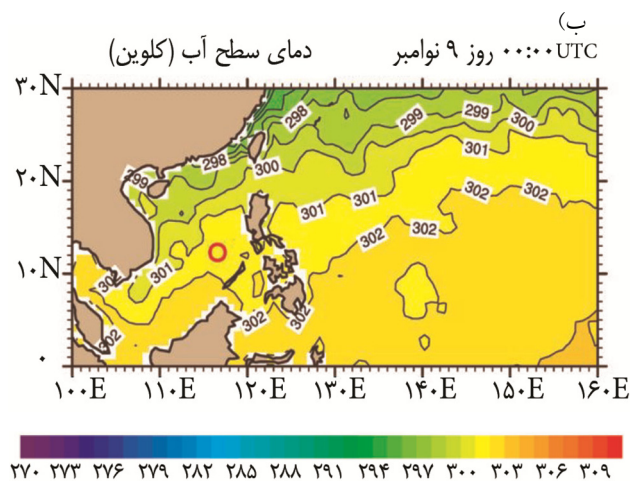 ب)
دمای سطح آب (کلوین) ۰۰:۰۰UTC روز ۹ نوامبر
۳۰N
298 299 299 300
298 300 301
299
۲۰N
301 301 302 302
302 302
۱۰N
302 301
302 302 302
۰
۱۰۰E ۱۱۰E ۱۲۰E ۱۳۰E ۱۴۰E ۱۵۰E ۱۶۰E
۲۷۰ ۲۷۳ ۲۷۶ ۲۷۹ ۲۸۲ ۲۸۵ ۲۸۸ ۲۹۱ ۲۹۴ ۲۹۷ ۳۰۰ ۳۰۳ ۳۰۶ ۳۰۹